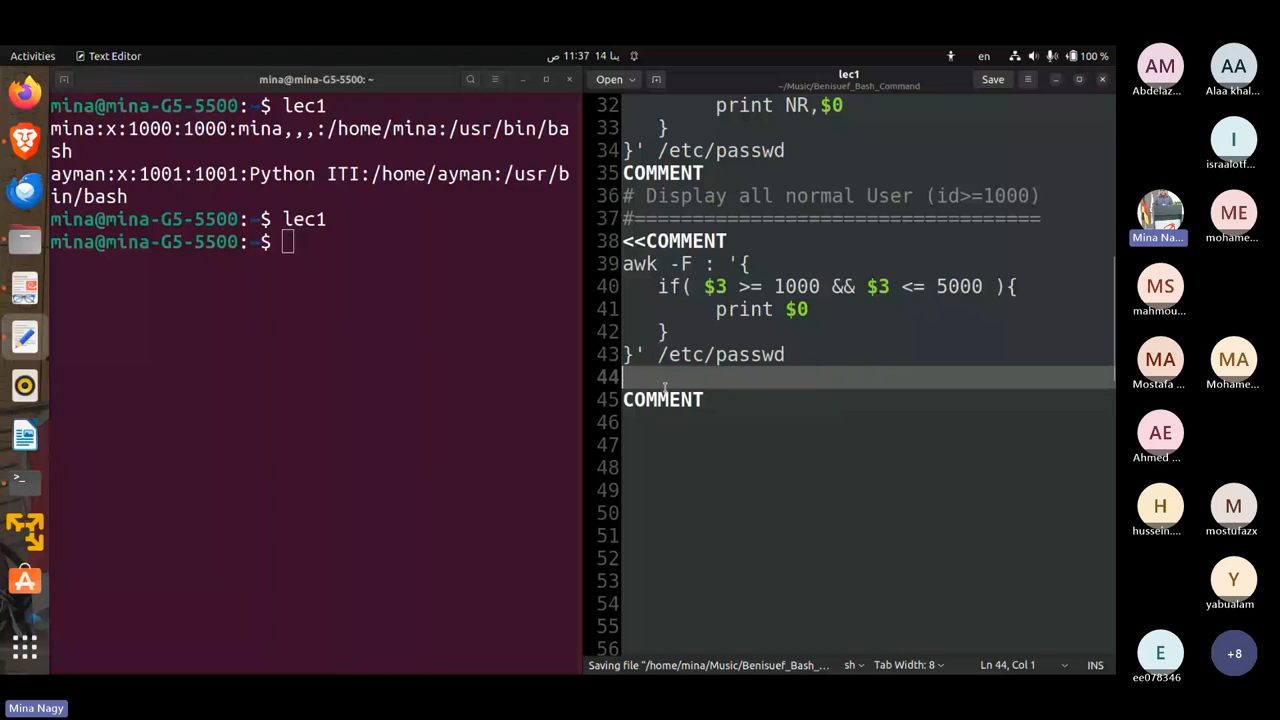 Activities
Text Editor
ص 11:37 14 ينا
en
100 %
mina@mina-G5-5500: ~
Open
lec1
~/Music/Benisuef_Bash_Command
Save
mina@mina-G5-5500:~$ lec1
mina:x:1000:1000:mina,,,:/home/mina:/usr/bin/ba
sh
ayman:x:1001:1001:Python ITI:/home/ayman:/usr/b
in/bash
mina@mina-G5-5500:~$ lec1
mina@mina-G5-5500:~$
32 print NR,$0
33 }
34 }' /etc/passwd
35 COMMENT
36 # Display all normal User (id>=1000)
37 #====================================
38 <<COMMENT
39 awk -F : '{
40 if( $3 >= 1000 && $3 <= 5000 ){
41 print $0
42 }
43 }' /etc/passwd
44
45 COMMENT
46
47
48
49
50
51
52
53
54
55
56
Saving file "/home/mina/Music/Benisuef_Bash_...
sh
Tab Width: 8
Ln 44, Col 1
INS
AM
Abdelaz...
AA
Alaa khal...
I
israalotf...
Mina Na...
ME
mohame...
MS
mahmou...
MA
Mostafa ...
MA
Mohame...
AE
Ahmed ...
H
hussein....
M
mostufazx
Y
yabualam
E
ee078346
+8
Mina Nagy